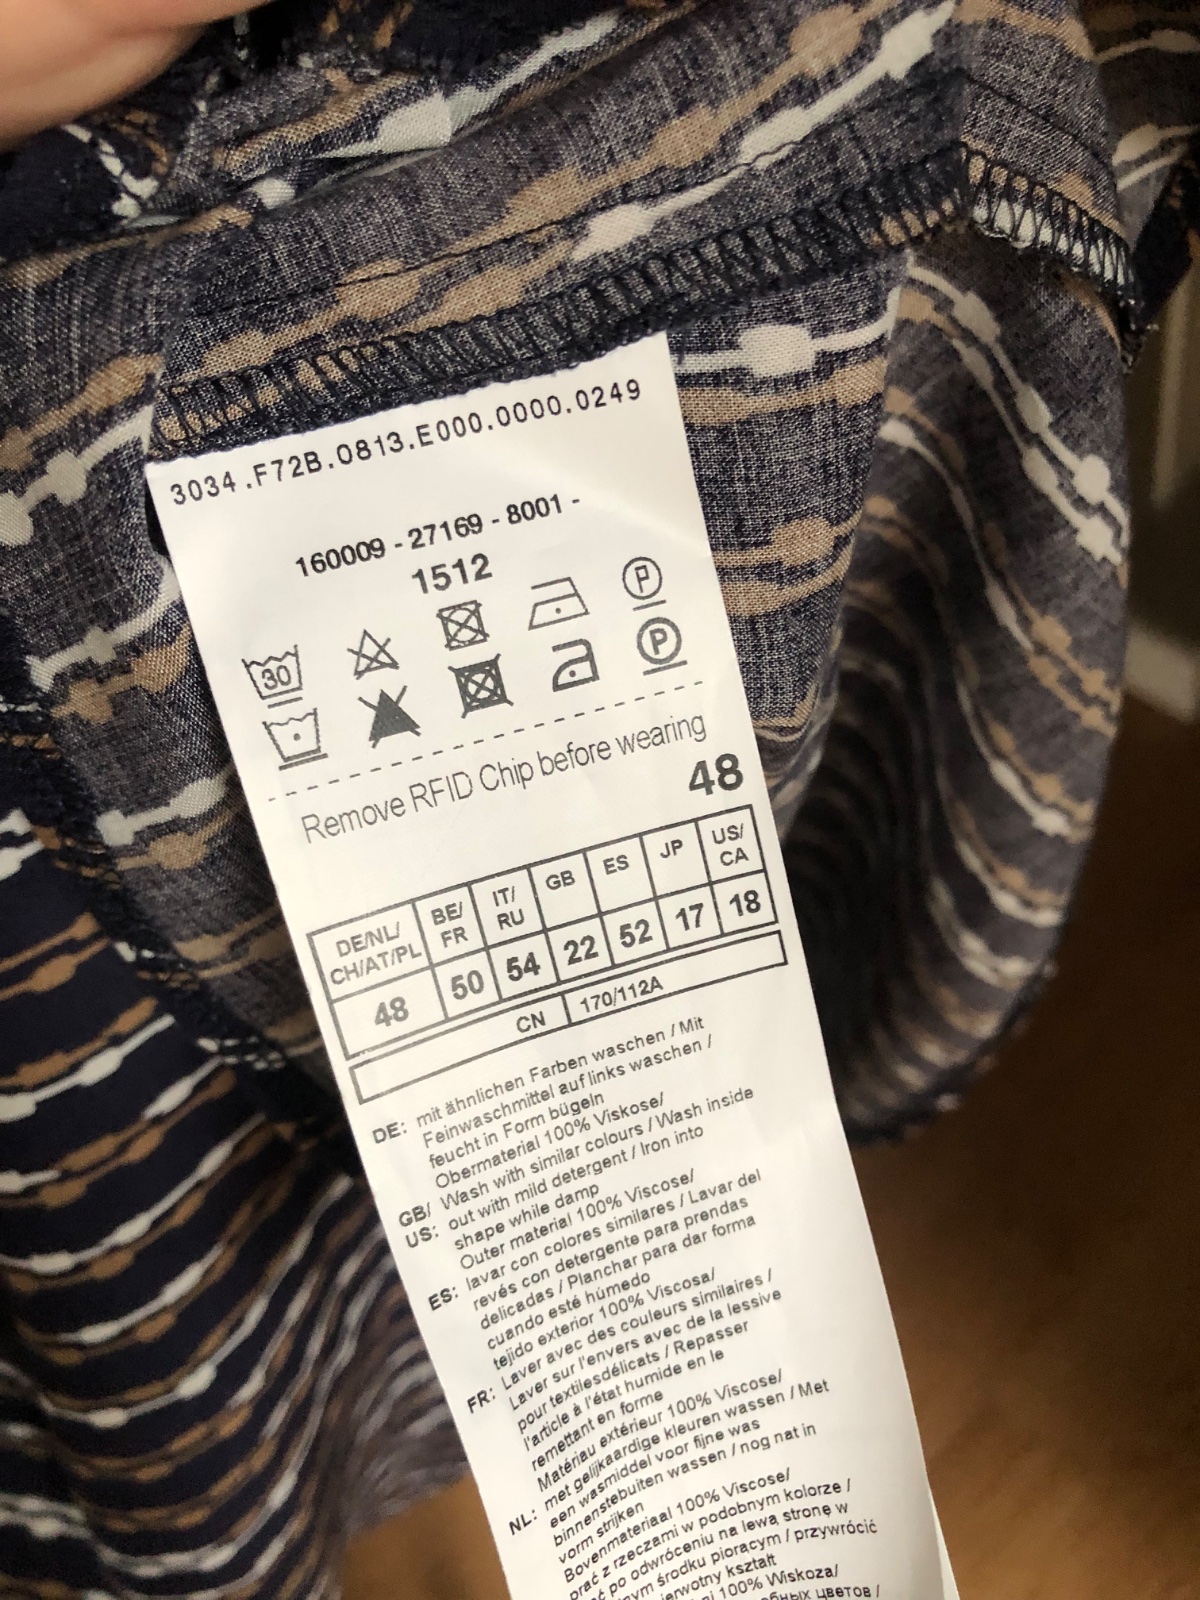 3034.F72B.0813.E000.0000.0249
160009 - 27169 - 8001 -
1512
30
P
P
Remove RFID Chip before wearing
48
DE/NL/CH/AT/PL BE/FR IT/RU GB ES JP US/CA
48 50 54 22 52 17 18
CN 170/112A
DE: mit ähnlichen Farben waschen / Mit
Feinwaschmittel auf links waschen /
feucht in Form bügeln
Obermaterial 100% Viskose/
GB/US: Wash with similar colours / Wash inside
out with mild detergent / Iron into
shape while damp
Outer material 100% Viscose/
ES: lavar con colores similares / Lavar del
revés con detergente para prendas
delicadas / Planchar para dar forma
cuando esté húmedo
tejido exterior 100% Viscosa/
FR: Laver avec des couleurs similaires /
Laver sur l'envers avec de la lessive
pour textilesdélicats / Repasser
l'article à l'état humide en le
remettant en forme
Matériau extérieur 100% Viscose/
NL: met gelijkaardige kleuren wassen / Met
een wasmiddel voor fijne was
binnenstebuiten wassen / nog nat in
vorm strijken
Bovenmateriaal 100% Viscose/
prać z rzeczami w podobnym kolorze /
po odwróceniu na lewą stronę w
środku piorącym / przywrócić
kształt
100% Wiskoza/
цветов /